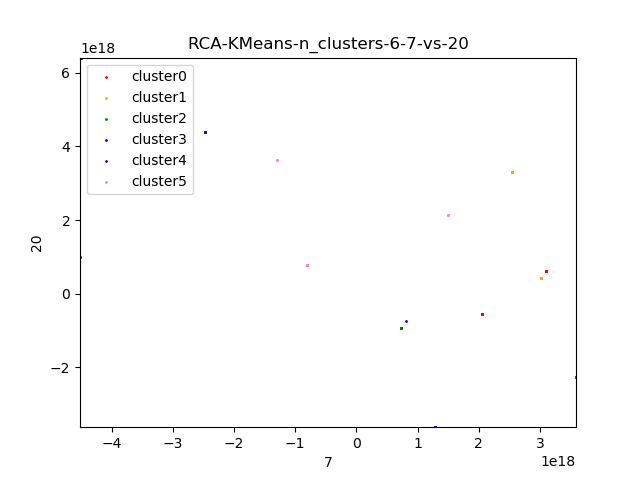 RCA-KMeans-n_clusters-6-7-vs-20
1e18
6
4
2
0
−2
20
cluster0
cluster1
cluster2
cluster3
cluster4
cluster5
−4 −3 −2 −1 0 1 2 3
1e18
7